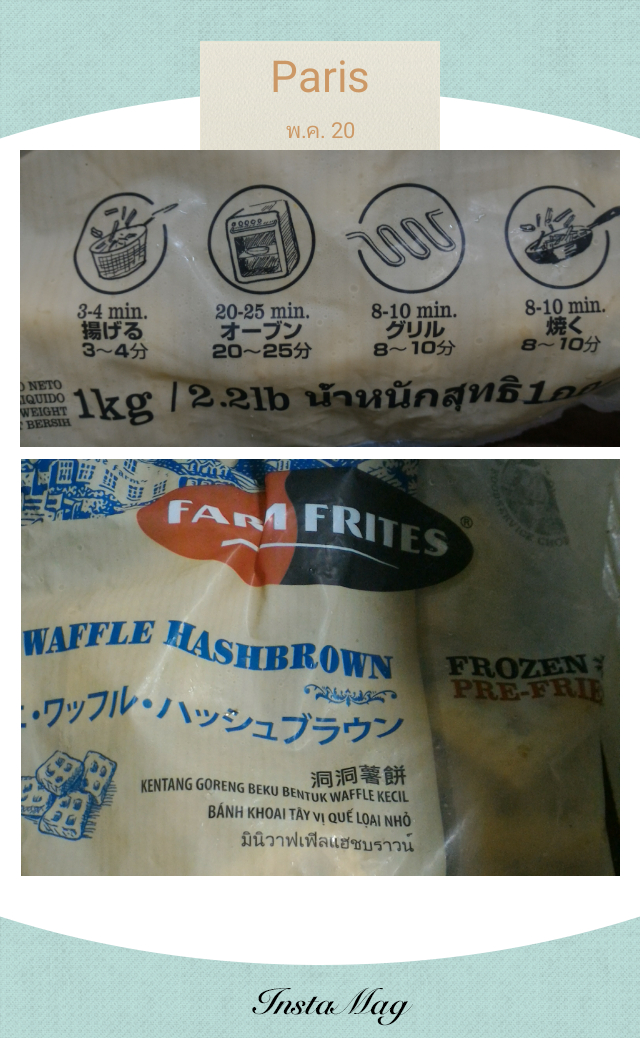 Paris
พ.ค. 20
3-4 min.
揚げる
3～4分
20-25 min.
オーブン
20～25分
8-10 min.
グリル
8～10分
8-10 min.
焼く
8～10分
NETO
WEIGHT
BERSIH
1kg / 2.2lb น้ำหนักสุทธิ
FARM FRITES®
WAFFLE HASHBROWN
・ワッフル・ハッシュブラウン
洞洞薯餅
KENTANG GORENG BEKU BENTUK WAFFLE KECIL
BÁNH KHOAI TÂY VỊ QUẾ LOẠI NHỎ
มินิวาฟเฟิลแฮชบราวน์
FROZEN
PRE-FRIE
InstaMag